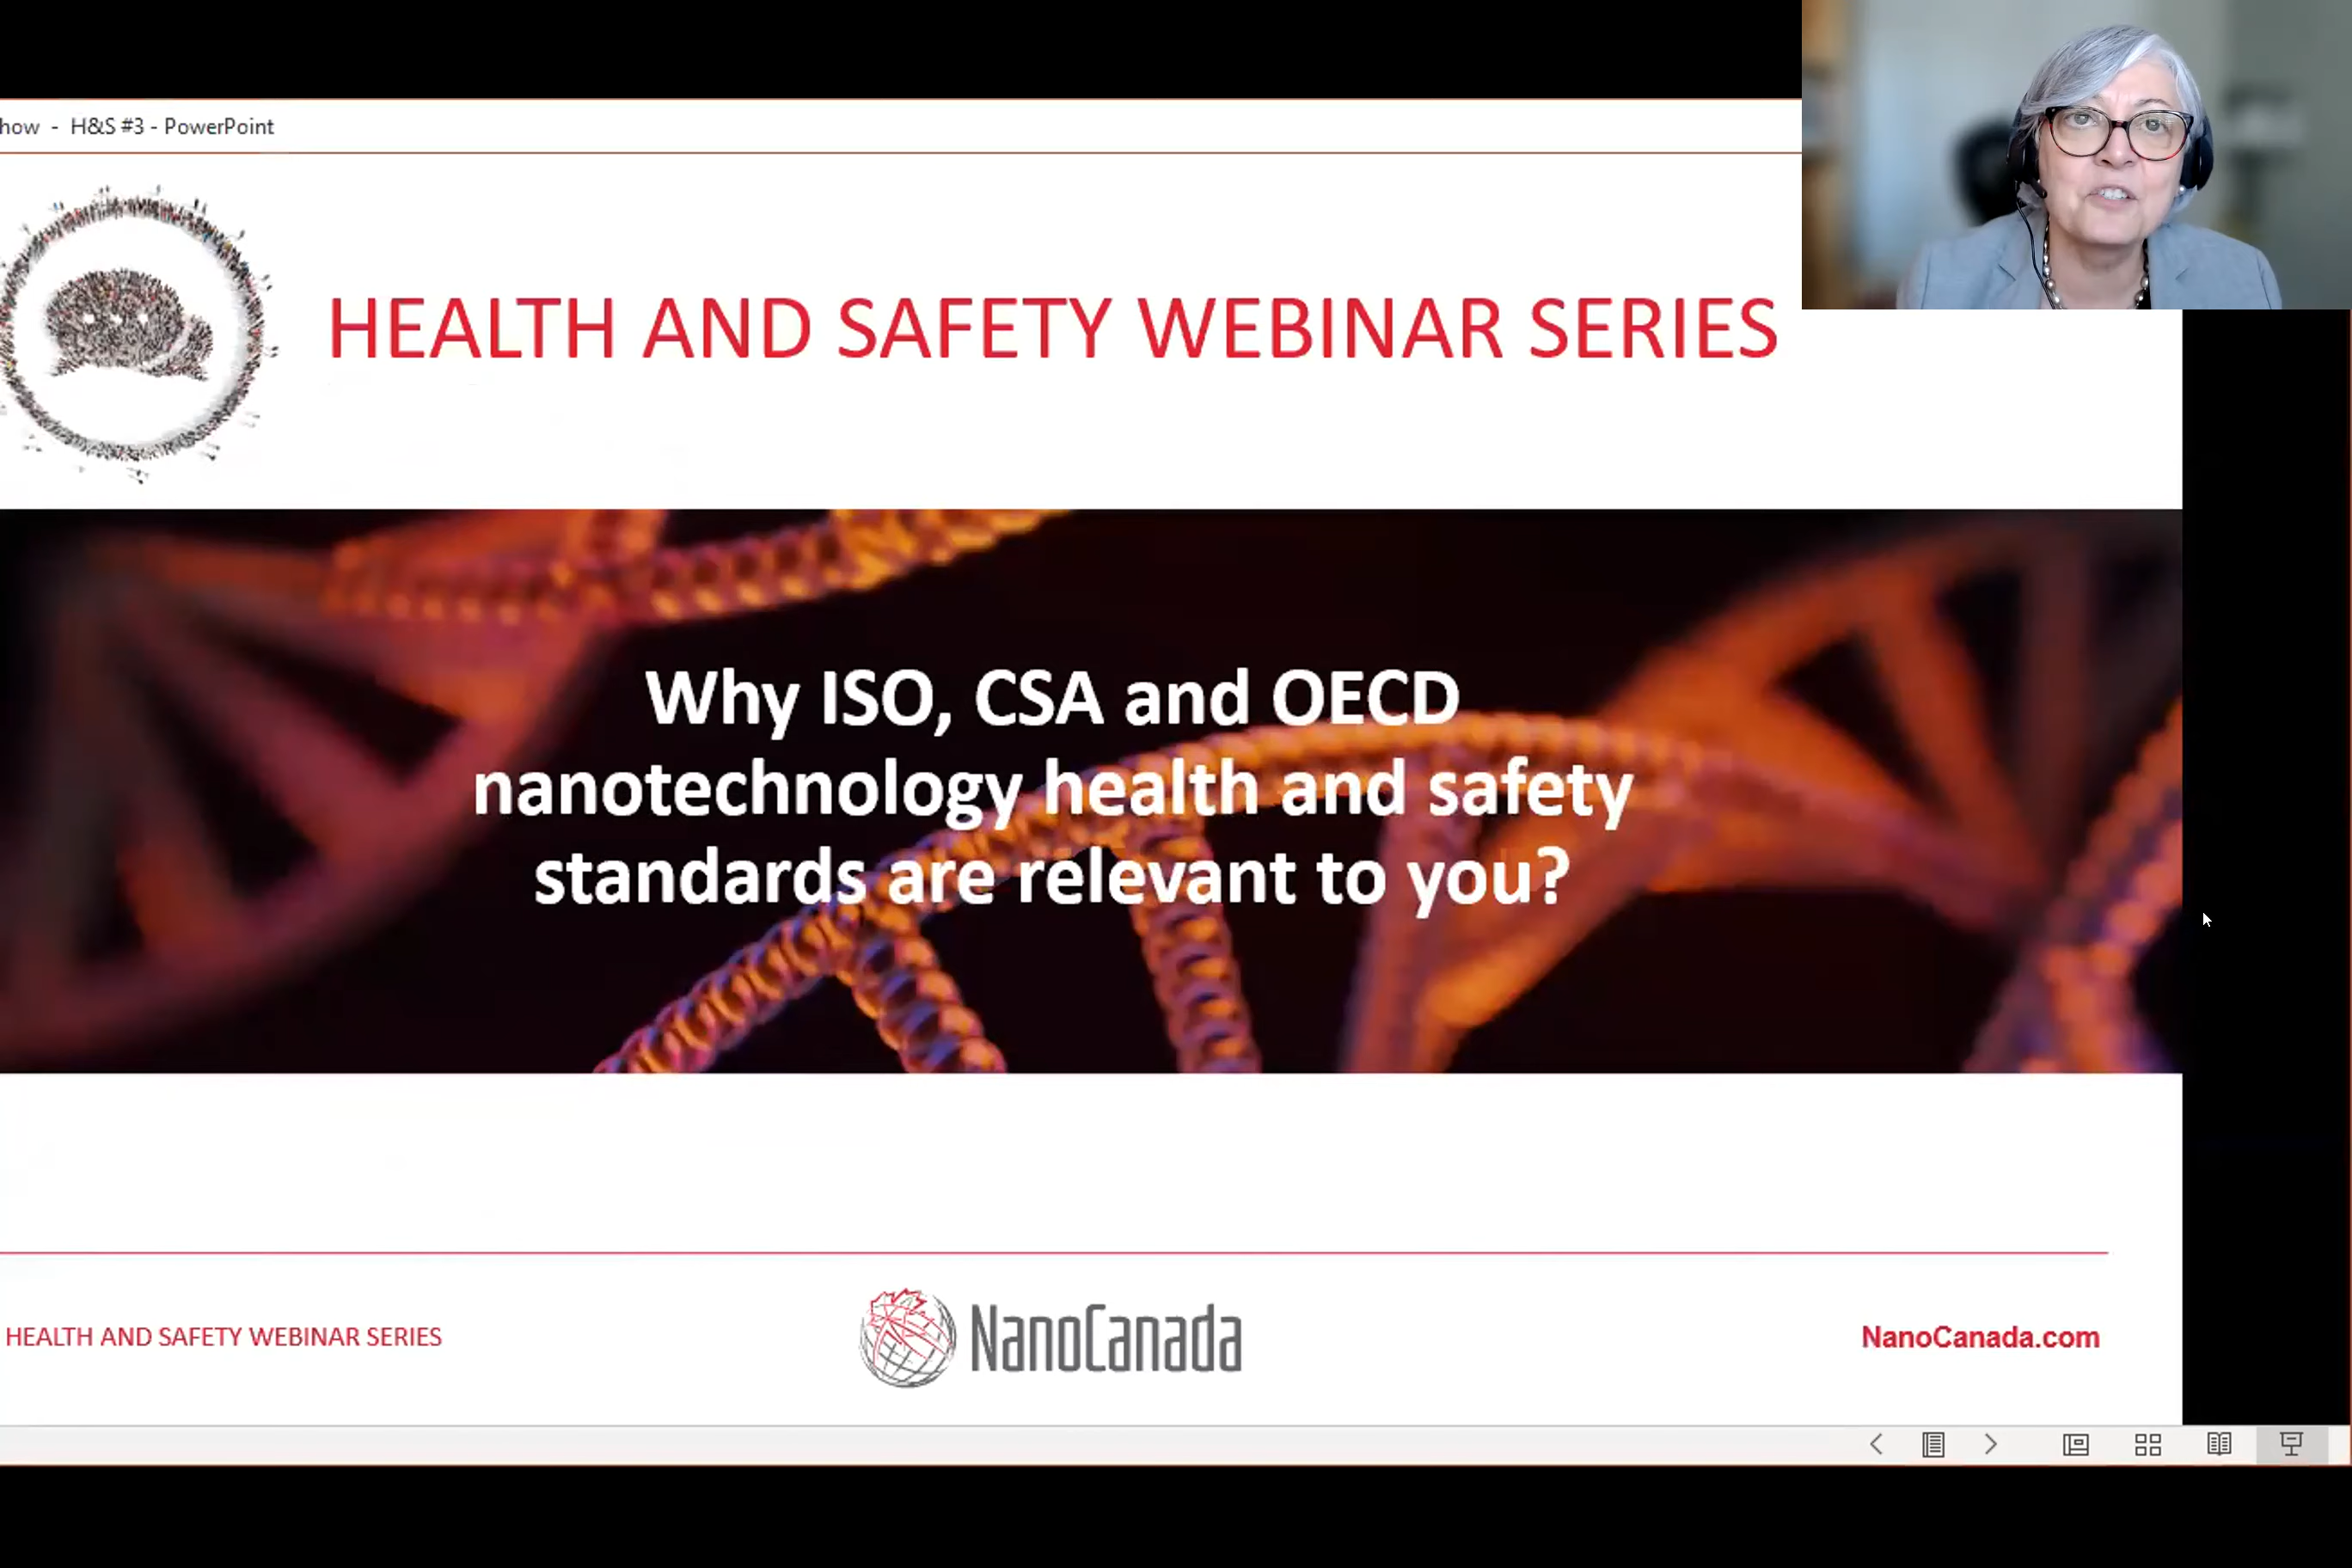 how - H&S #3 - PowerPoint
HEALTH AND SAFETY WEBINAR SERIES
Why ISO, CSA and OECD
nanotechnology health and safety
standards are relevant to you?
HEALTH AND SAFETY WEBINAR SERIES
NanoCanada
NanoCanada.com